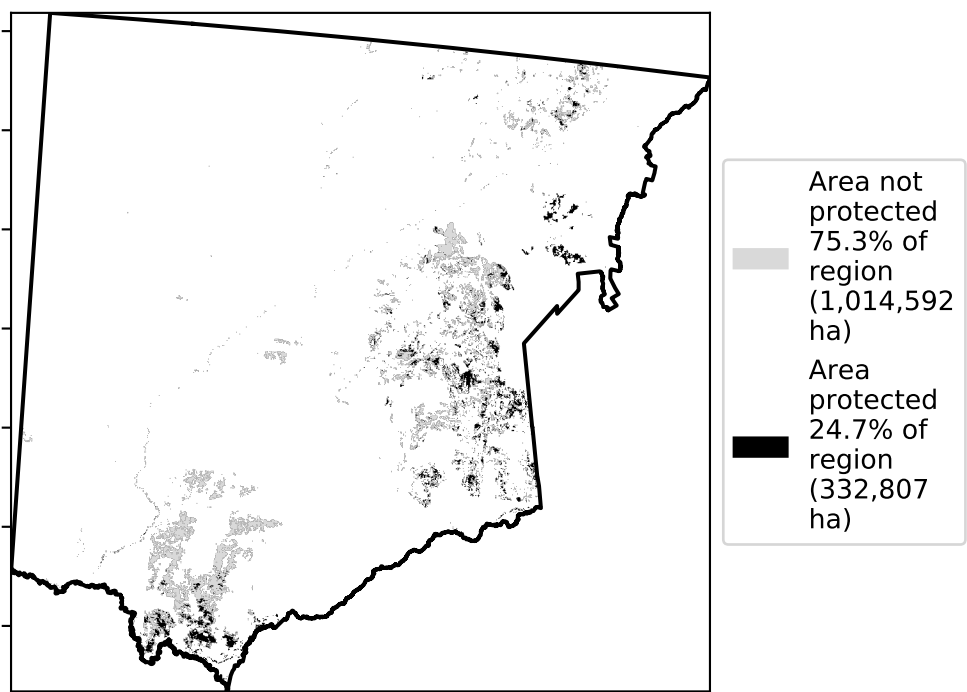 Area not
protected
75.3% of
region
(1,014,592
ha)
Area
protected
24.7% of
region
(332,807
ha)